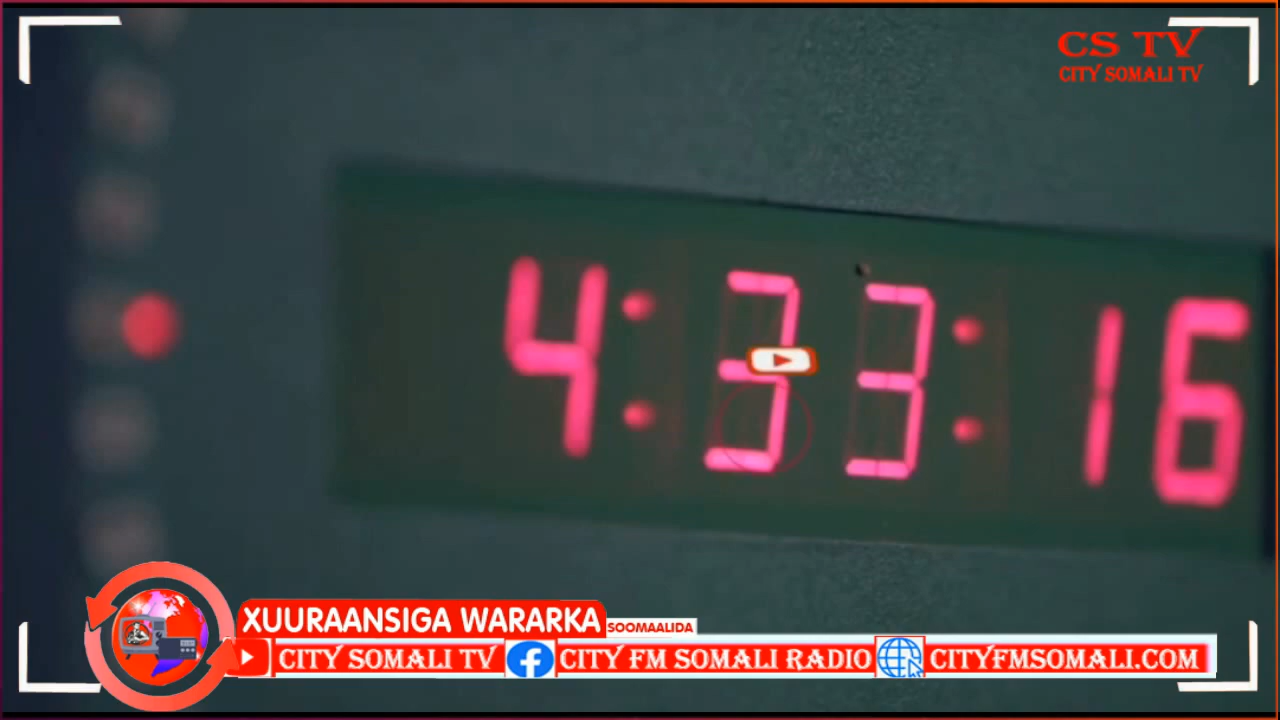 CS TV
CITY SOMALI TV
4:33:16
XUURAANSIGA WARARKA
SOOMAALIDA
CITY SOMALI TV CITY FM SOMALI RADIO CITYFMSOMALI.COM